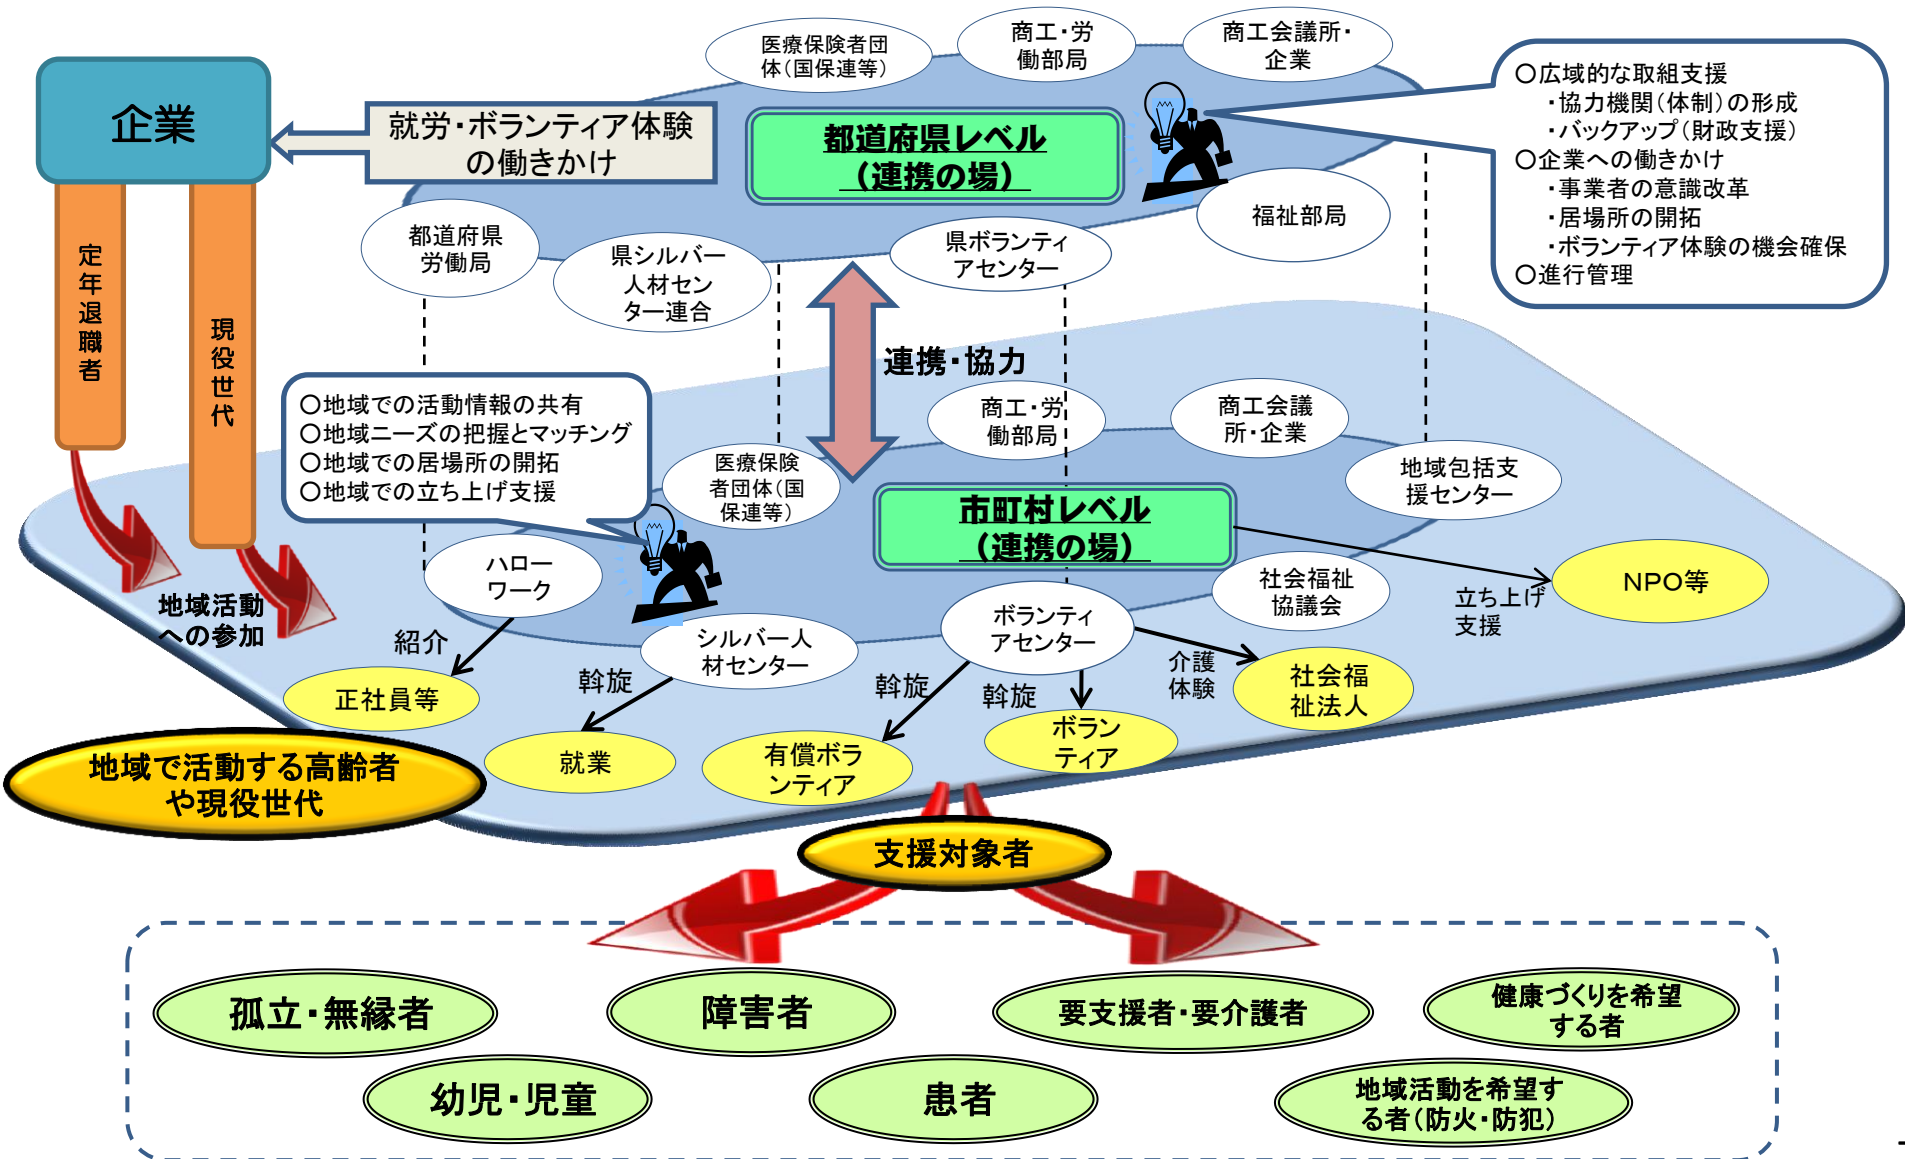 医療保険者団
体(国保連等)
商工・労
働部局
商工会議所・
企業
企業
就労・ボランティア体験
の働きかけ
都道府県レベル
(連携の場)
○広域的な取組支援
・協力機関(体制)の形成
・バックアップ(財政支援)
○企業への働きかけ
・事業者の意識改革
・居場所の開拓
・ボランティア体験の機会確保
○進行管理
都道府県
労働局
県シルバー
人材セン
ター連合
県ボランティ
アセンター
福祉部局
定年退職者
現役世代
連携・協力
○地域での活動情報の共有
○地域ニーズの把握とマッチング
○地域での居場所の開拓
○地域での立ち上げ支援
医療保険
者団体(国
保連等)
商工・労
働部局
商工会議
所・企業
地域包括支
援センター
市町村レベル
(連携の場)
ハロー
ワーク
シルバー人
材センター
ボランティ
アセンター
社会福祉
協議会
立ち上げ
支援
NPO等
地域活動
への参加
紹介
斡旋
斡旋
斡旋
介護
体験
正社員等
就業
有償ボラ
ンティア
ボラン
ティア
社会福
祉法人
地域で活動する高齢者
や現役世代
支援対象者
孤立・無縁者
障害者
要支援者・要介護者
健康づくりを希望
する者
幼児・児童
患者
地域活動を希望す
る者(防火・防犯)